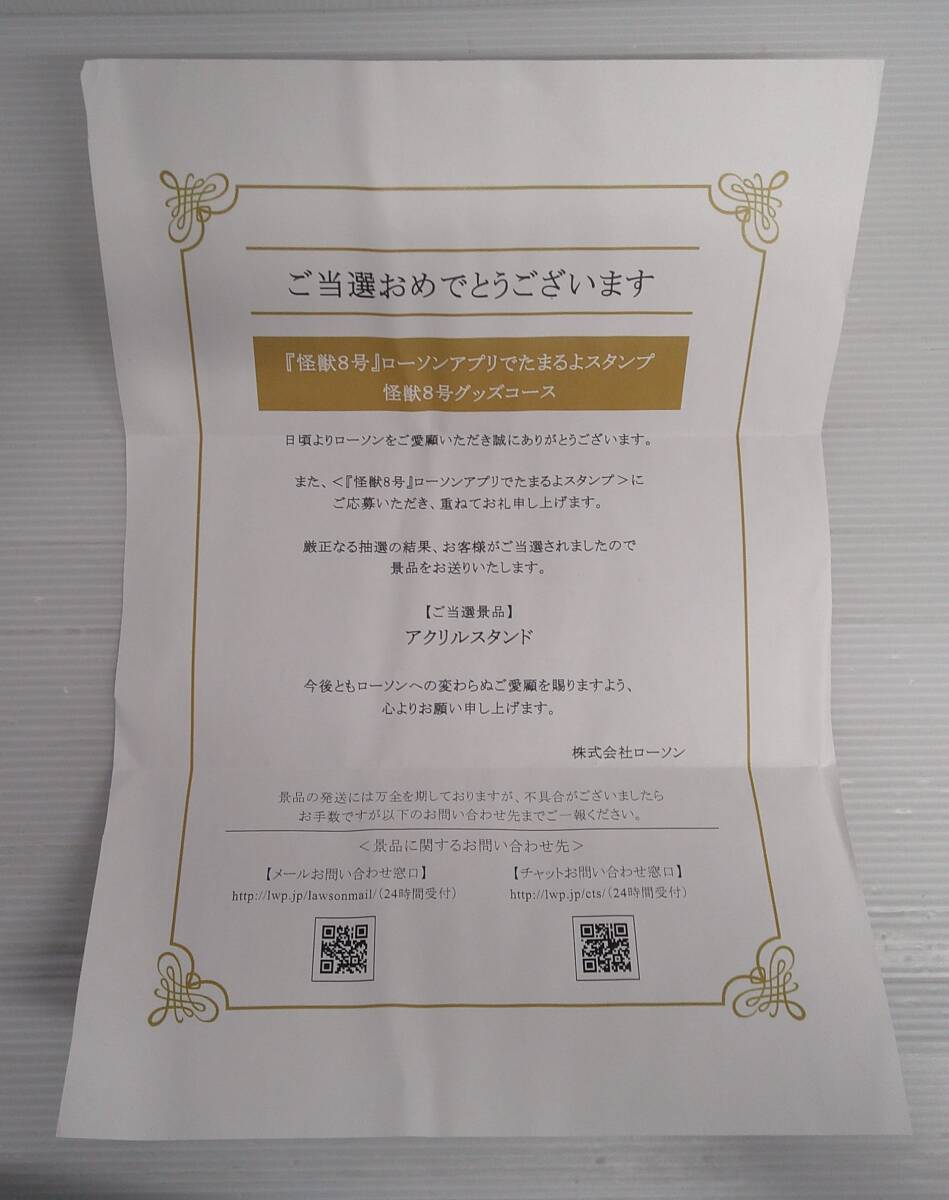 ご当選おめでとうございます
『怪獣８号』ローソンアプリでたまるよスタンプ
怪獣８号グッズコース
日頃よりローソンをご愛顧いただき誠にありがとうございます。
また、＜『怪獣８号』ローソンアプリでたまるよスタンプ＞に
ご応募いただき、重ねてお礼申し上げます。
厳正なる抽選の結果、お客様がご当選されましたので
景品をお送りいたします。
【ご当選景品】
アクリルスタンド
今後ともローソンへの変わらぬご愛顧を賜りますよう、
心よりお願い申し上げます。
株式会社ローソン
景品の発送には万全を期しておりますが、不具合がございましたら
お手数ですが以下のお問い合わせ先までご一報ください。
＜景品に関するお問い合わせ先＞
【メールお問い合わせ窓口】
http://lwp.jp/lawsonmail/（24時間受付）
【チャットお問い合わせ窓口】
http://lwp.jp/cts/（24時間受付）